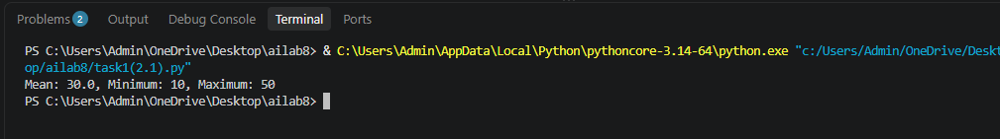 Problems 2 Output Debug Console Terminal Ports
PS C:\Users\Admin\OneDrive\Desktop\ailab8> & C:\Users\Admin\AppData\Local\Python\pythoncore-3.14-64\python.exe "c:/Users/Admin/OneDrive/Deskt
op/ailab8/task1(2.1).py"
Mean: 30.0, Minimum: 10, Maximum: 50
PS C:\Users\Admin\OneDrive\Desktop\ailab8>